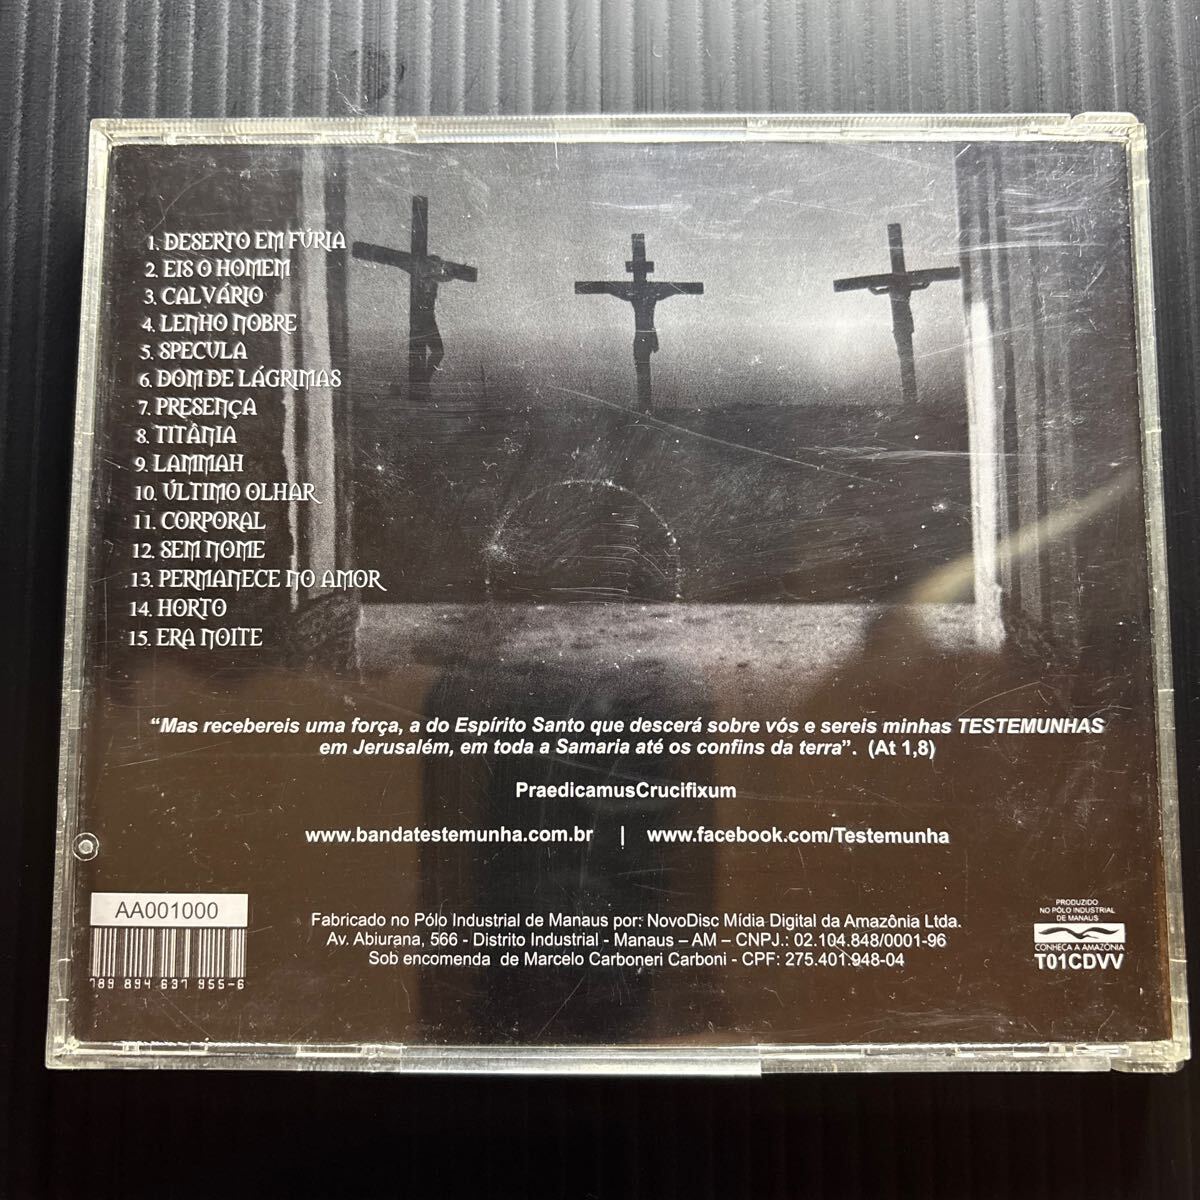 1. DESERTO EM FÚRIA
2. EIS O HOMEM
3. CALVÁRIO
4. LENHO NOBRE
5. SPECULA
6. DOM DE LÁGRIMAS
7. PRESENÇA
8. TITÂNIA
9. LAMMAH
10. ÚLTIMO OLHAR
11. CORPORAL
12. SEM NOME
13. PERMANECE NO AMOR
14. HORTO
15. ERA NOITE
“Mas recebereis uma força, a do Espírito Santo que descerá sobre vós e sereis minhas TESTEMUNHAS
em Jerusalém, em toda a Samaria até os confins da terra”. (At 1,8)
PraedicamusCrucifixum
www.bandatestemunha.com.br | www.facebook.com/Testemunha
AA001000
789 894 637 955-6
Fabricado no Pólo Industrial de Manaus por: NovoDisc Mídia Digital da Amazônia Ltda.
Av. Abiurana, 566 - Distrito Industrial - Manaus – AM – CNPJ.: 02.104.848/0001-96
Sob encomenda de Marcelo Carboneri Carboni - CPF: 275.401.948-04
PRODUZIDO
NO PÓLO INDUSTRIAL
DE MANAUS
CONHEÇA A AMAZÔNIA
T01CDVV